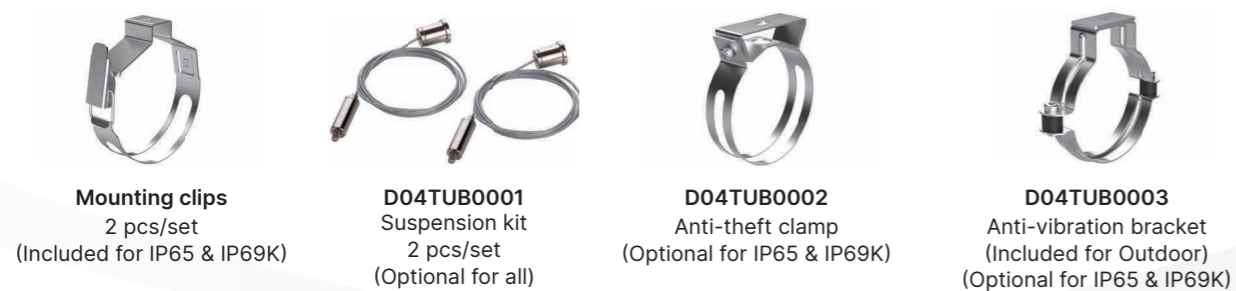 Mounting clips
2 pcs/set
(Included for IP65 & IP69K)
D04TUB0001
Suspension kit
2 pcs/set
(Optional for all)
D04TUB0002
Anti-theft clamp
(Optional for IP65 & IP69K)
D04TUB0003
Anti-vibration bracket
(Included for Outdoor)
(Optional for IP65 & IP69K)